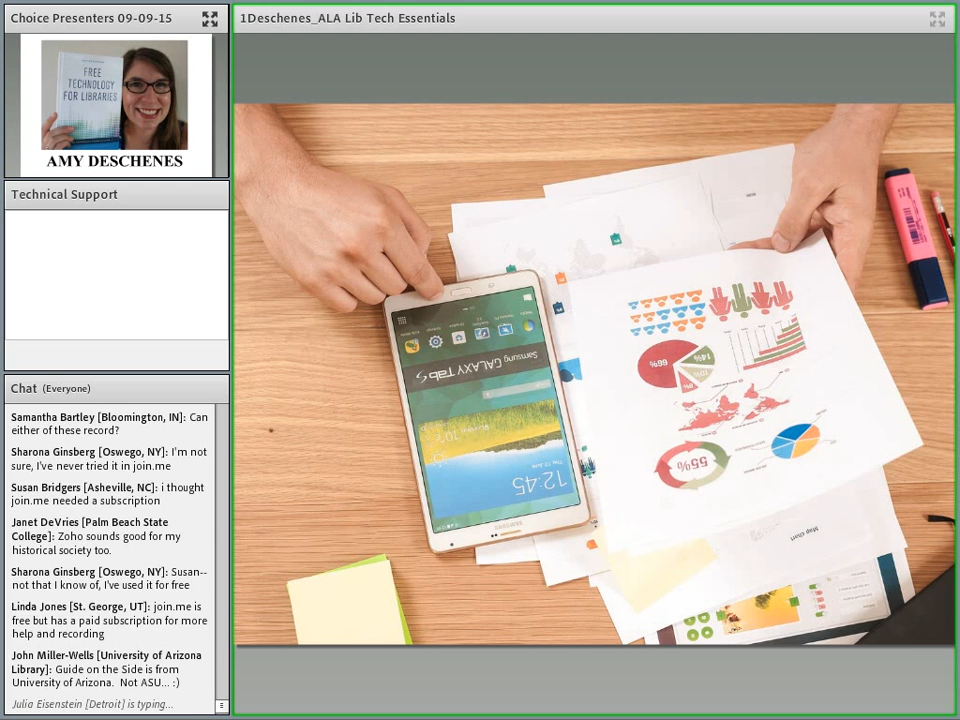 Choice Presenters 09-09-15
FREE
TECHNOLOGY
FOR LIBRARIES
AMY DESCHENES
Technical Support
Chat (Everyone)
Samantha Bartley [Bloomington, IN]: Can
either of these record?
Sharona Ginsberg [Oswego, NY]: I'm not
sure, I've never tried it in join.me
Susan Bridgers [Asheville, NC]: i thought
join.me needed a subscription
Janet DeVries [Palm Beach State
College]: Zoho sounds good for my
historical society too.
Sharona Ginsberg [Oswego, NY]: Susan--
not that I know of, I've used it for free
Linda Jones [St. George, UT]: join.me is
free but has a paid subscription for more
help and recording
John Miller-Wells [University of Arizona
Library]: Guide on the Side is from
University of Arizona. Not ASU... :)
Julia Eisenstein [Detroit] is typing...
1Deschenes_ALA Lib Tech Essentials
Samsung GALAXY Tab S
12:45
SAMSUNG
66%
14%
55%
Map Chart